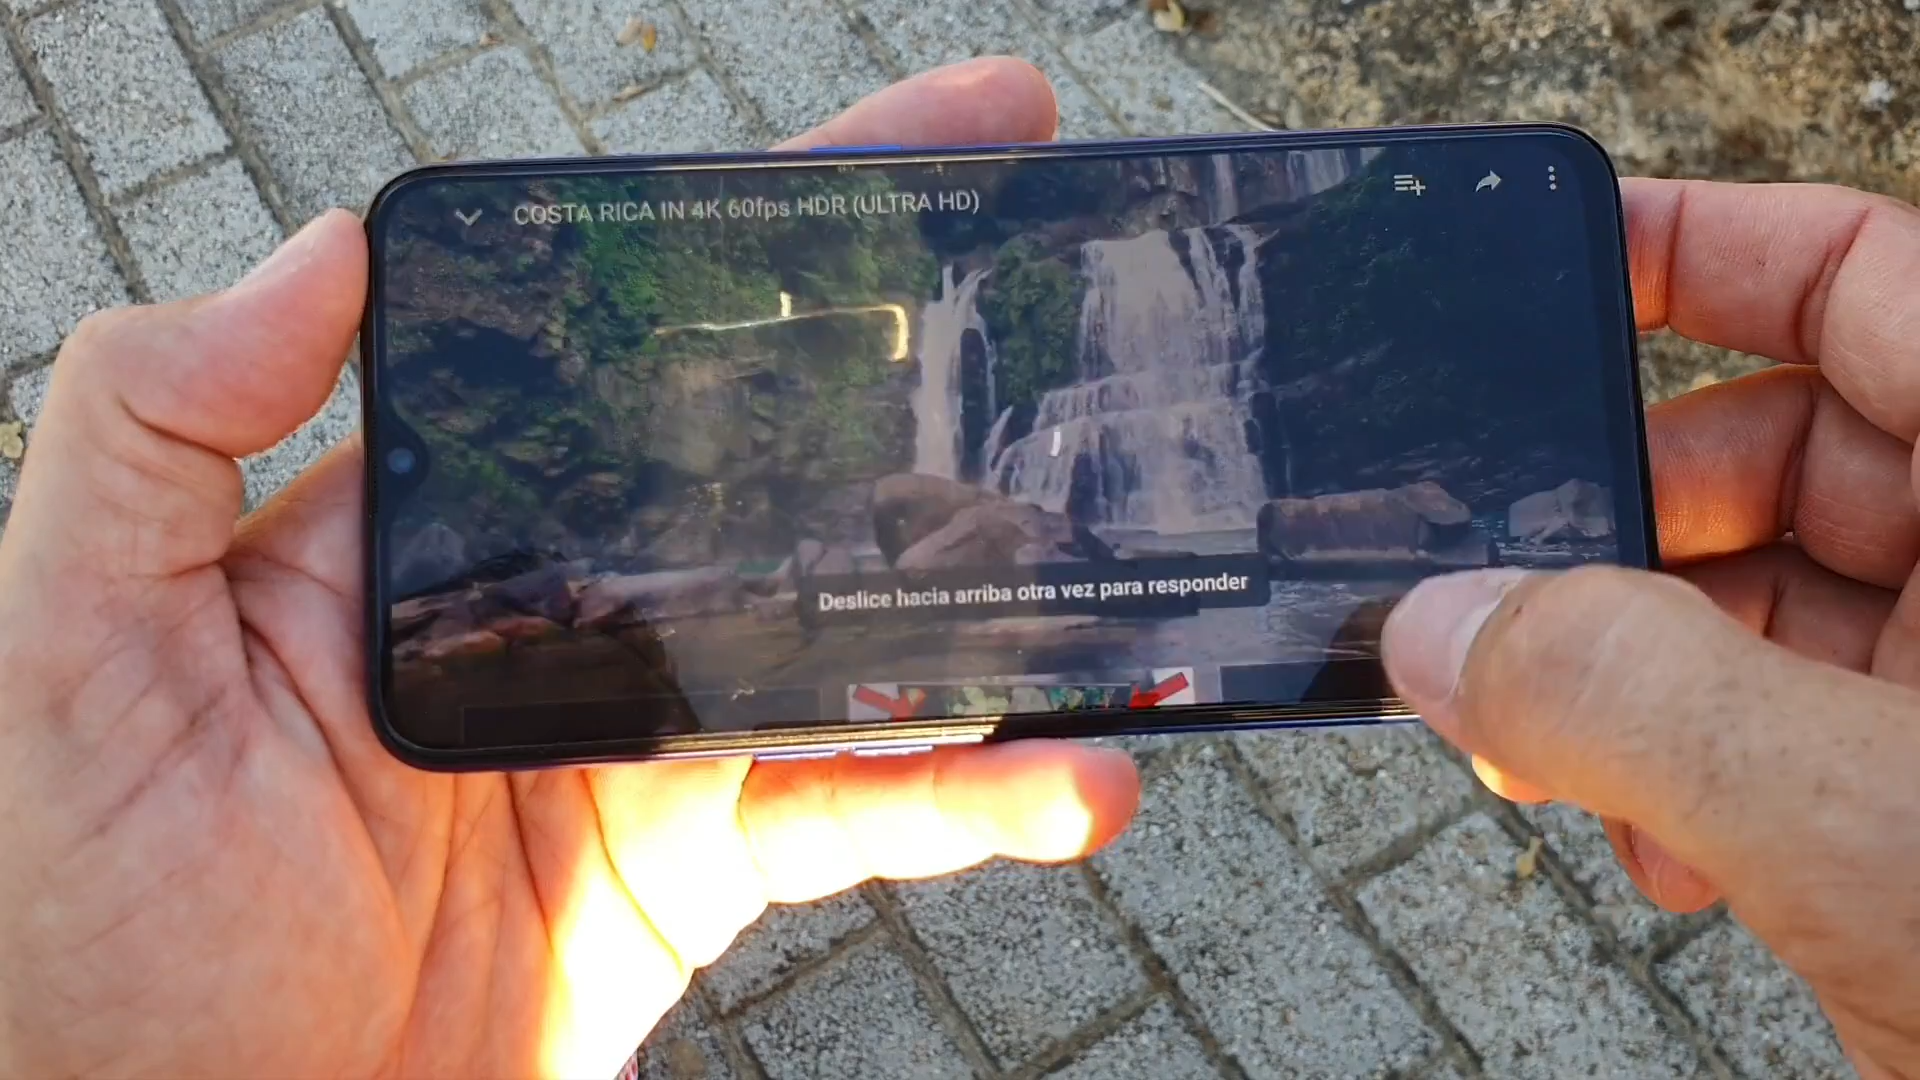 COSTA RICA IN 4K 60fps HDR (ULTRA HD)
Deslice hacia arriba otra vez para responder